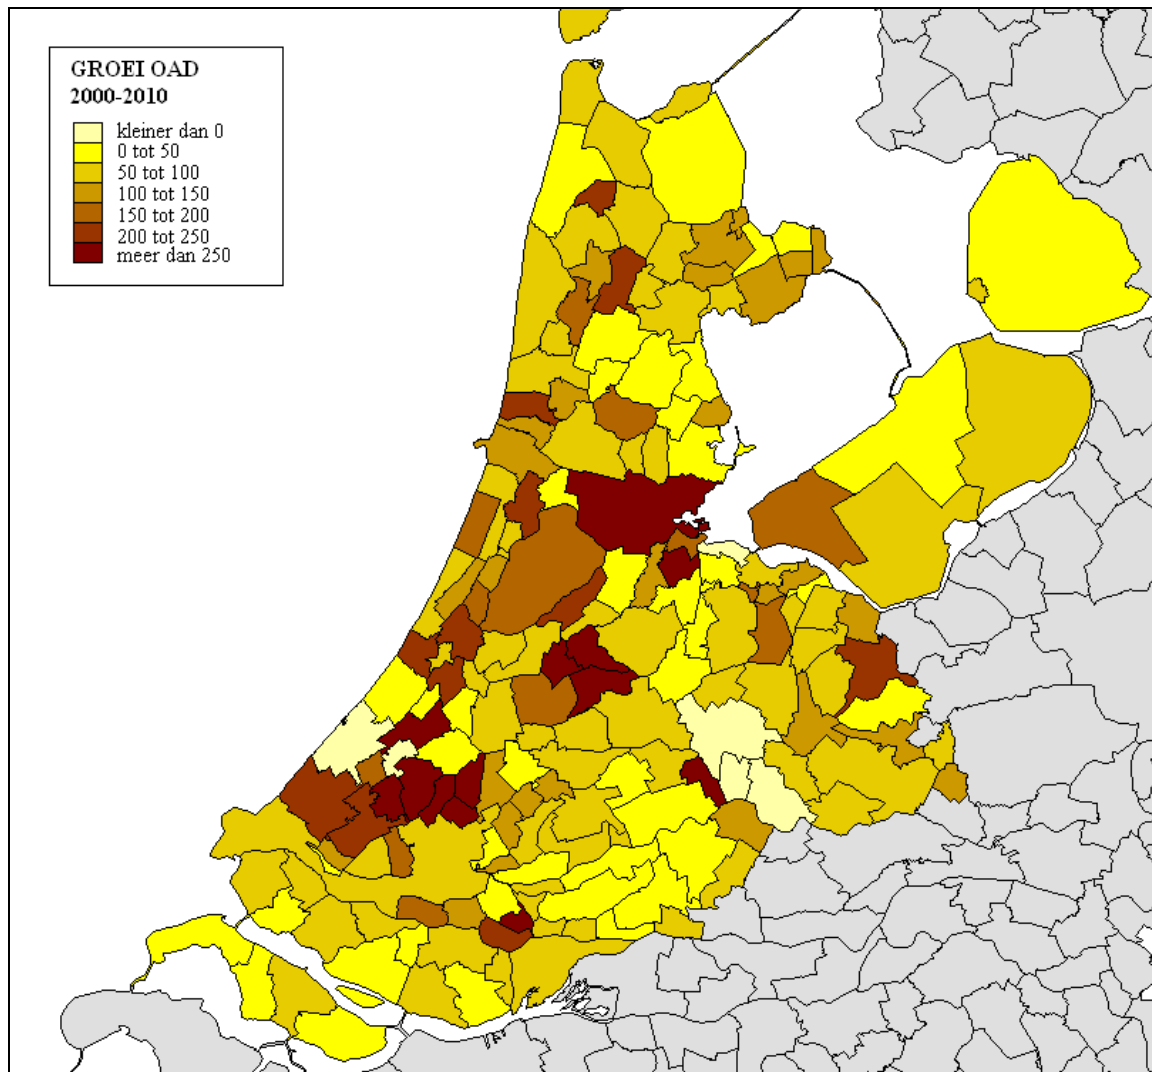 GROEI OAD
2000-2010
kleiner dan 0
0 tot 50
50 tot 100
100 tot 150
150 tot 200
200 tot 250
meer dan 250